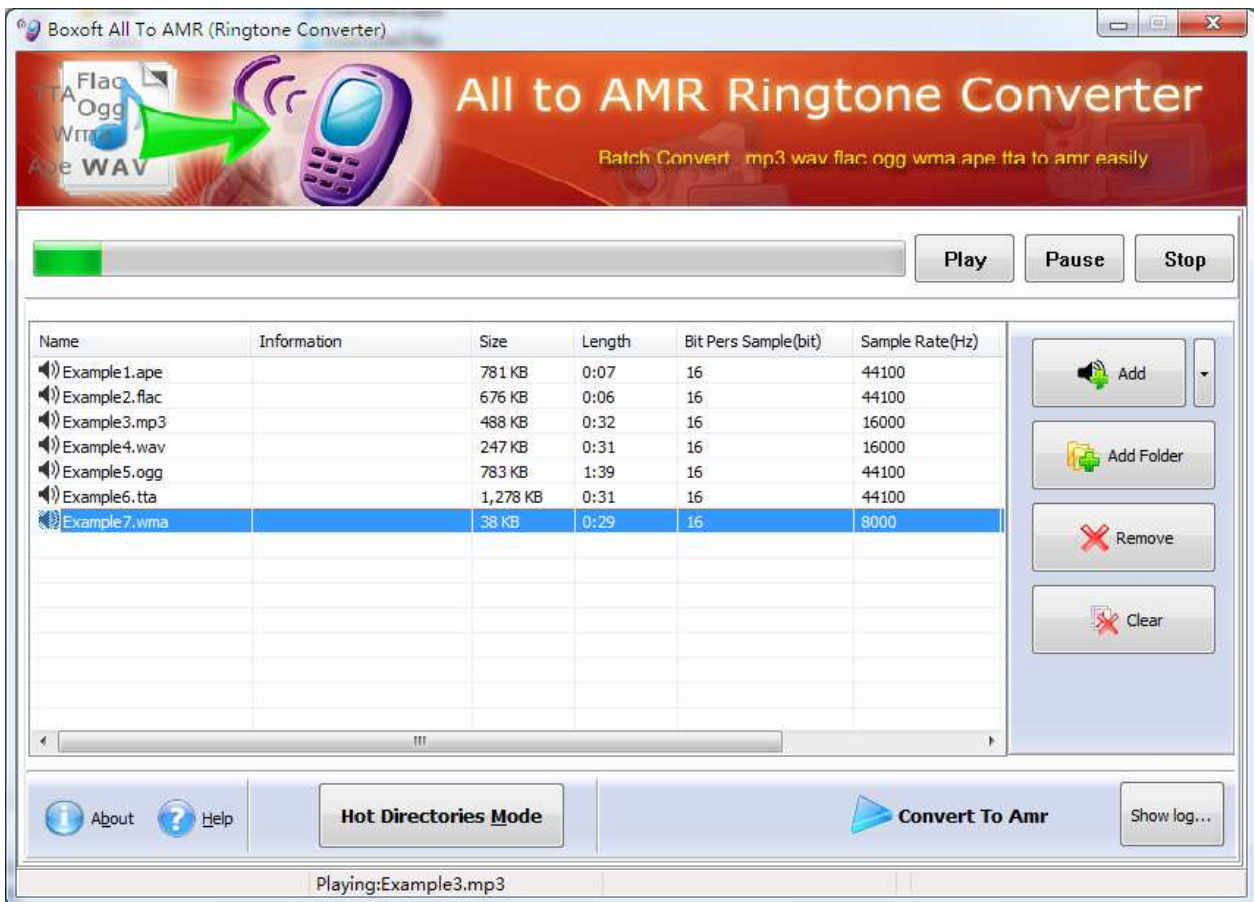 Boxoft All To AMR (Ringtone Converter)
TTA Flac
Ogg
Wma
Ape WAV
All to AMR Ringtone Converter
Batch Convert mp3 wav flac ogg wma ape tta to amr easily
Play Pause Stop
Name Information Size Length Bit Pers Sample(bit) Sample Rate(Hz)
Example1.ape 781 KB 0:07 16 44100
Example2.flac 676 KB 0:06 16 44100
Example3.mp3 488 KB 0:32 16 16000
Example4.wav 247 KB 0:31 16 16000
Example5.ogg 783 KB 1:39 16 44100
Example6.tta 1,278 KB 0:31 16 44100
Example7.wma 38 KB 0:29 16 8000
Add
Add Folder
Remove
Clear
About Help Hot Directories Mode Convert To Amr Show log...
Playing:Example3.mp3